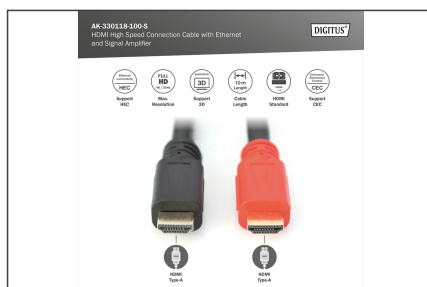 AK-330118-100-S
HDMI High Speed Connection Cable with Ethernet
and Signal Amplifier
DIGITUS®
HEC
FULL
HD
3D
10 m
Length
CEC
Support
HEC
Max.
Resolution
Support
3D
Cable
Length
HDMI
Standard
Support
CEC
HDMI
Type-A
HDMI
Type-A